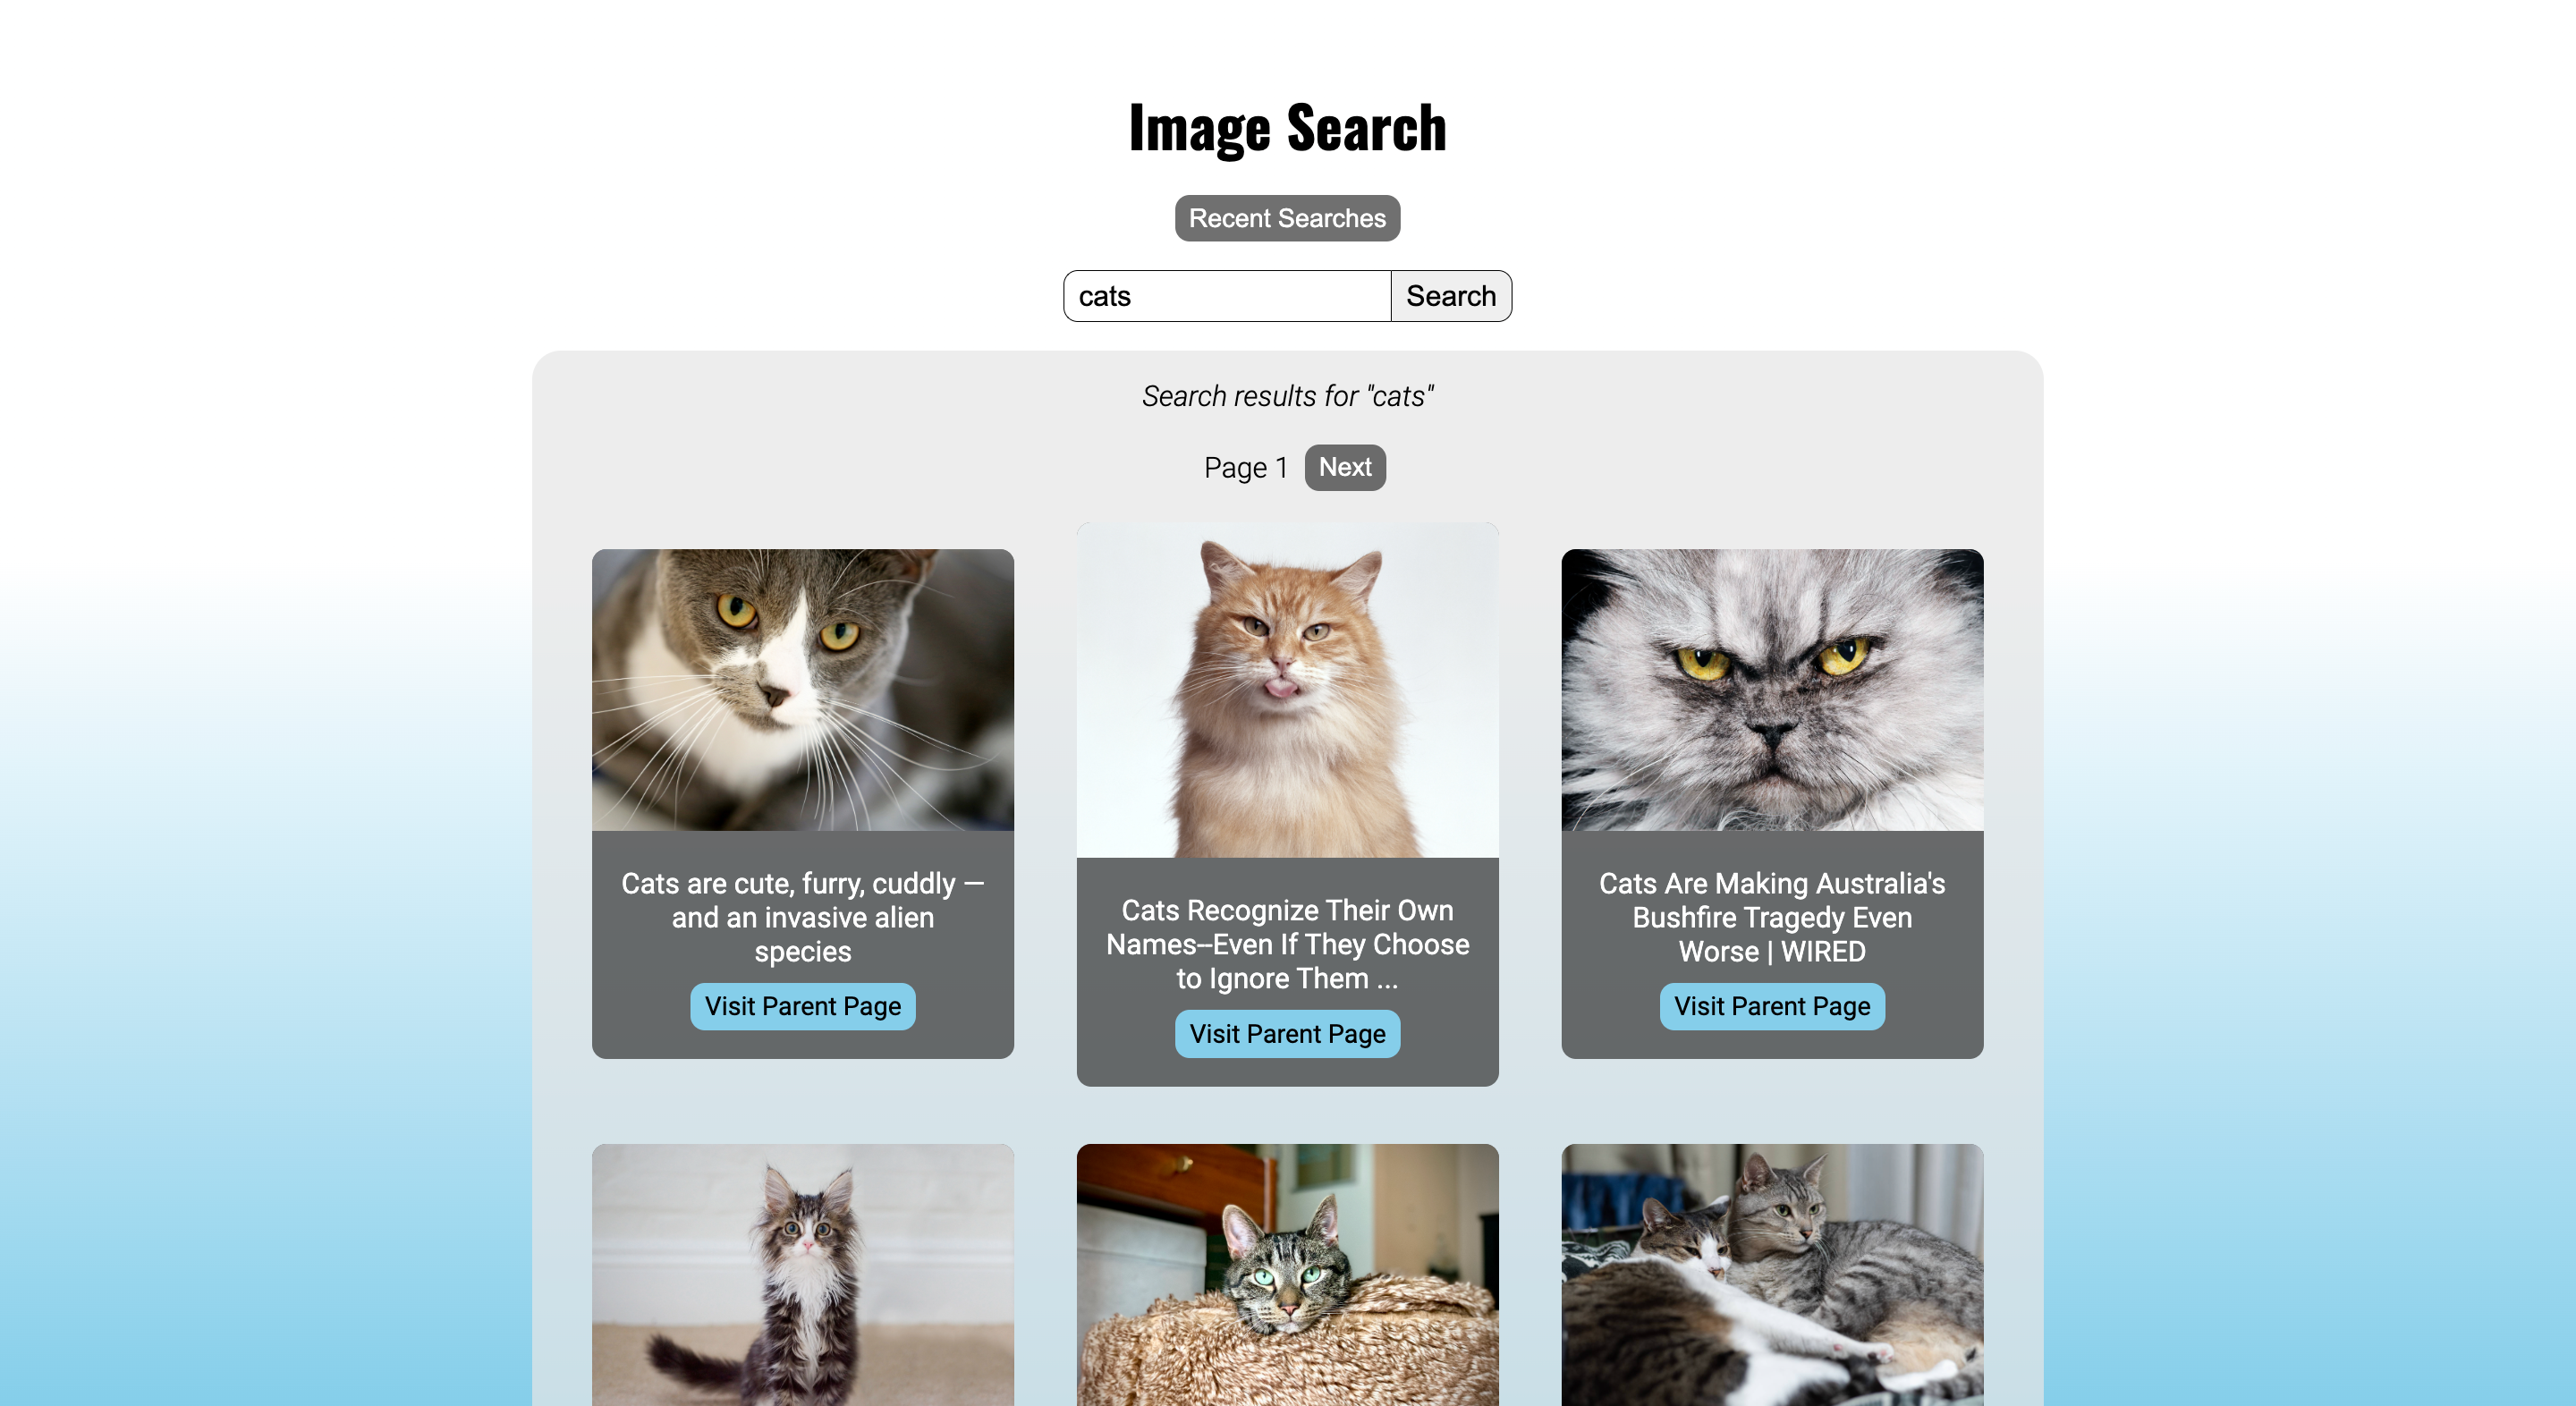 Image Search
Recent Searches
cats
Search
Search results for "cats"
Page 1
Next
Cats are cute, furry, cuddly —
and an invasive alien
species
Visit Parent Page
Cats Recognize Their Own
Names--Even If They Choose
to Ignore Them ...
Visit Parent Page
Cats Are Making Australia's
Bushfire Tragedy Even
Worse | WIRED
Visit Parent Page